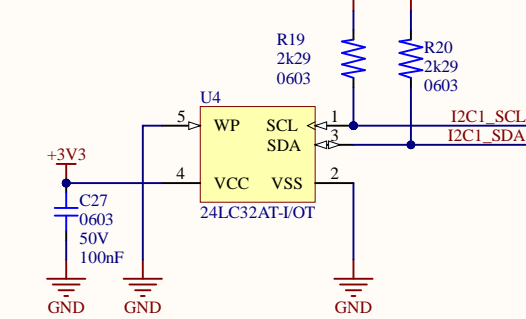 R19
2k29
0603
R20
2k29
0603
U4
5
WP
SCL
1
I2C1_SCL
SDA
3
I2C1_SDA
+3V3
4
VCC
VSS
2
C27
0603
50V
100nF
24LC32AT-I/OT
GND
GND
GND